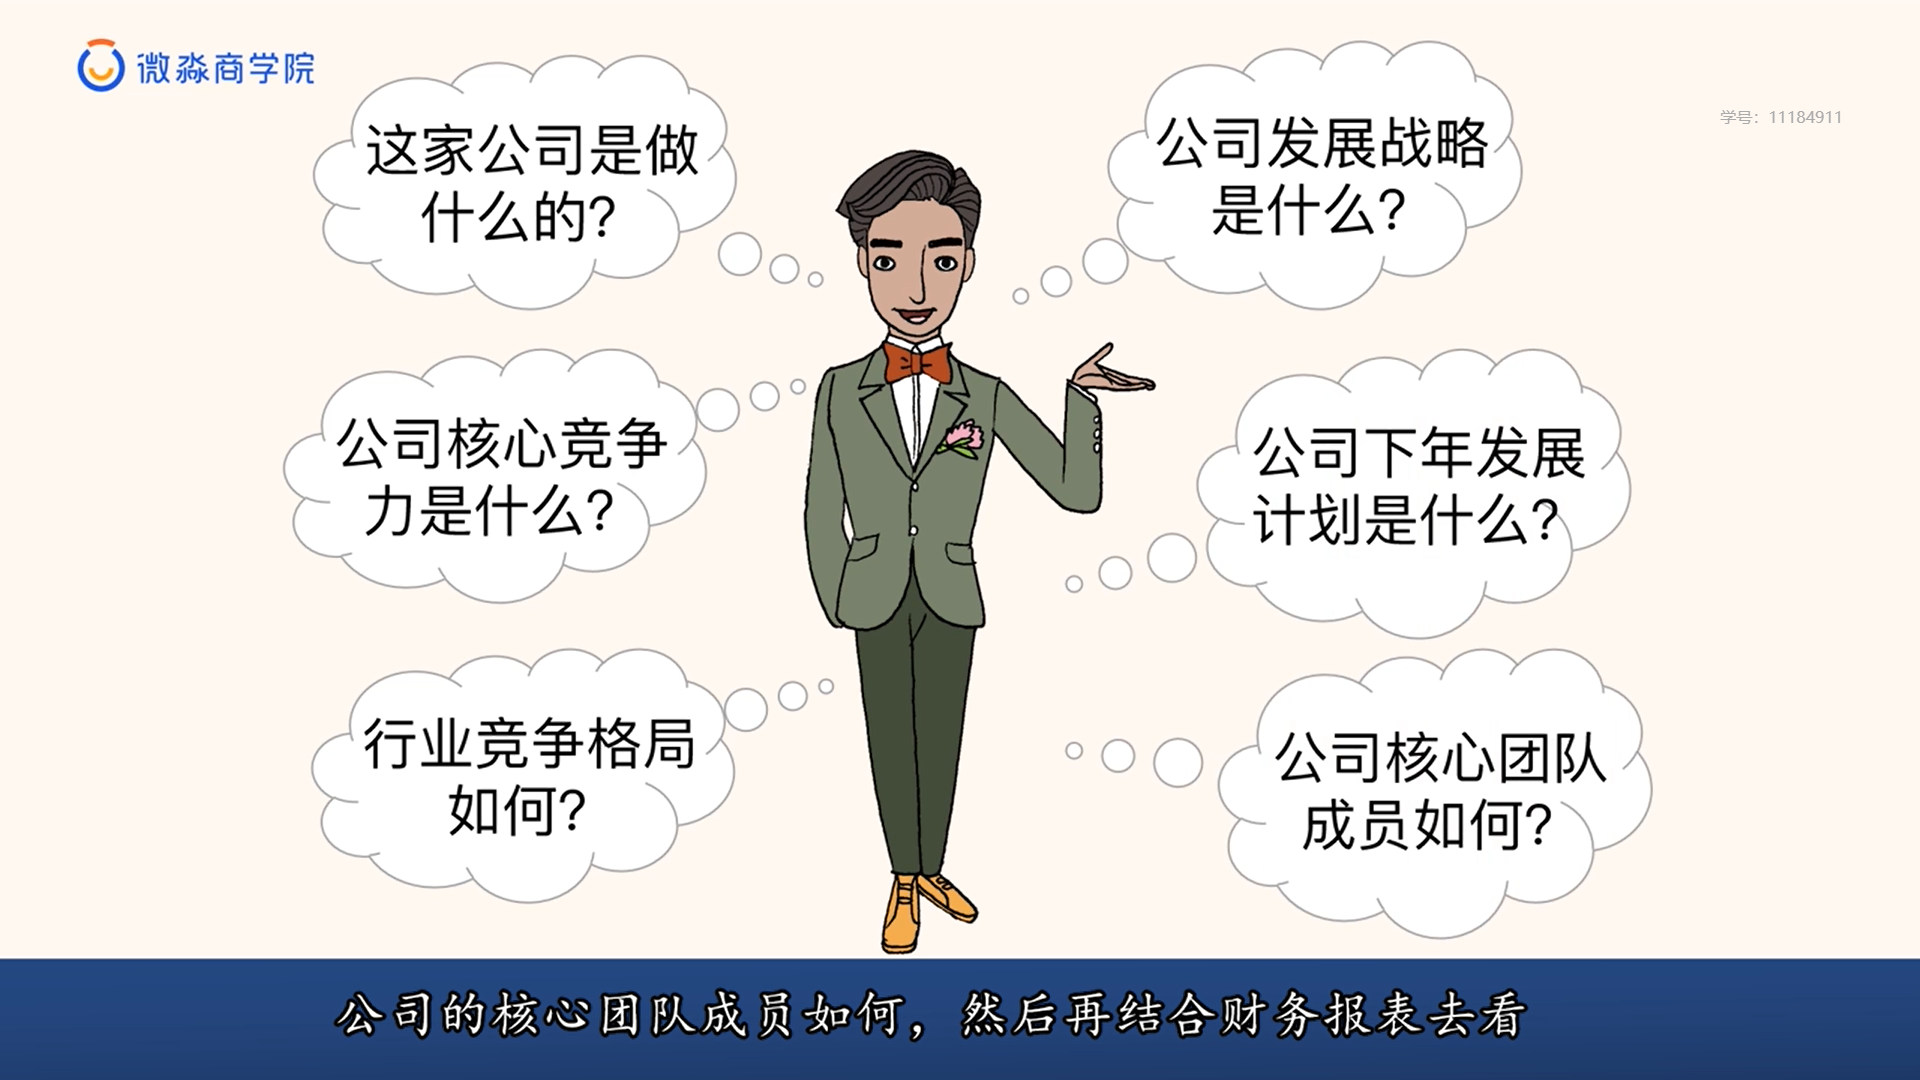 微淼商学院
学号：11184911
这家公司是做
什么的？
公司发展战略
是什么？
公司核心竞争
力是什么？
公司下年发展
计划是什么？
行业竞争格局
如何？
公司核心团队
成员如何？
公司的核心团队成员如何，然后再结合财务报表去看